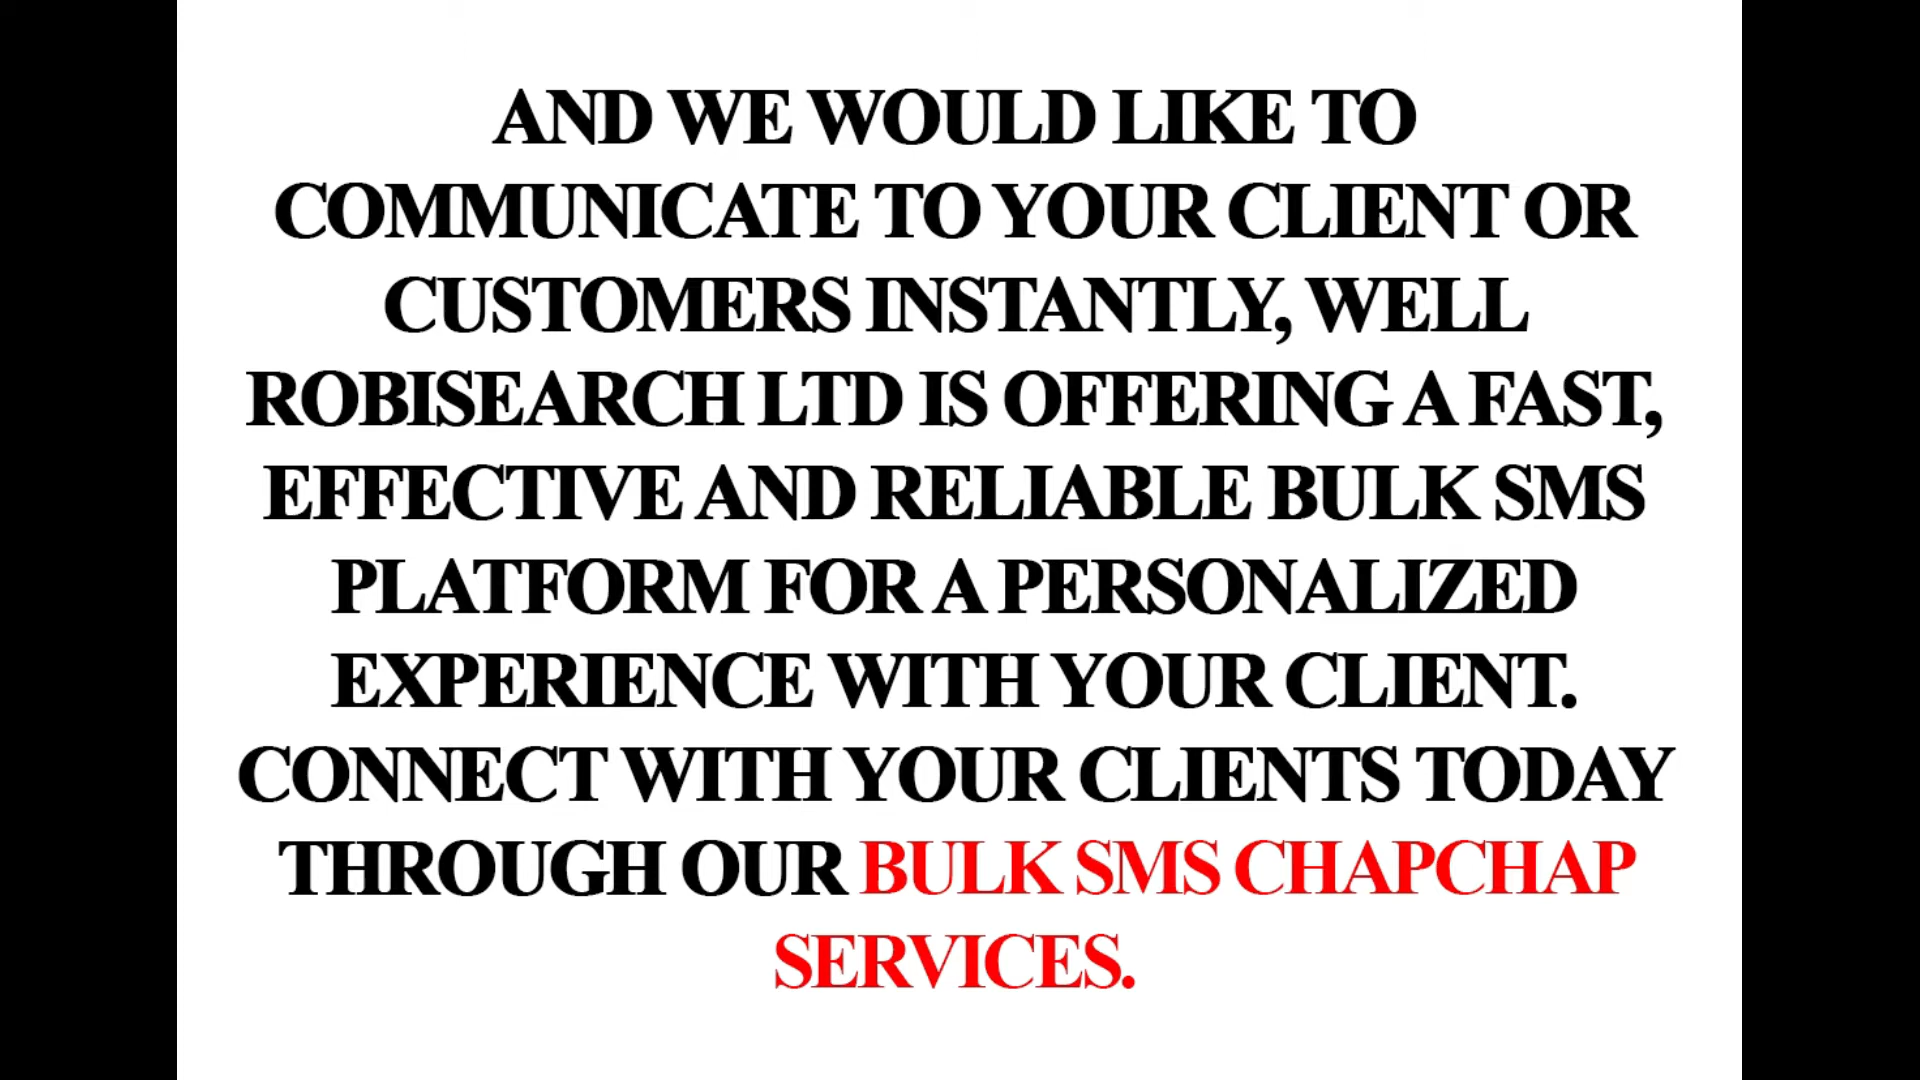 AND WE WOULD LIKE TO
COMMUNICATE TO YOUR CLIENT OR
CUSTOMERS INSTANTLY, WELL
ROBISEARCH LTD IS OFFERING A FAST,
EFFECTIVE AND RELIABLE BULK SMS
PLATFORM FOR A PERSONALIZED
EXPERIENCE WITH YOUR CLIENT.
CONNECT WITH YOUR CLIENTS TODAY
THROUGH OUR BULK SMS CHAPCHAP
SERVICES.